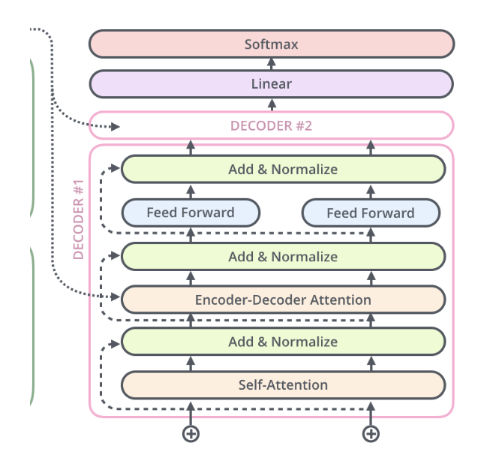 Softmax
Linear
DECODER #2
DECODER #1
Add & Normalize
Feed Forward
Feed Forward
Add & Normalize
Encoder-Decoder Attention
Add & Normalize
Self-Attention